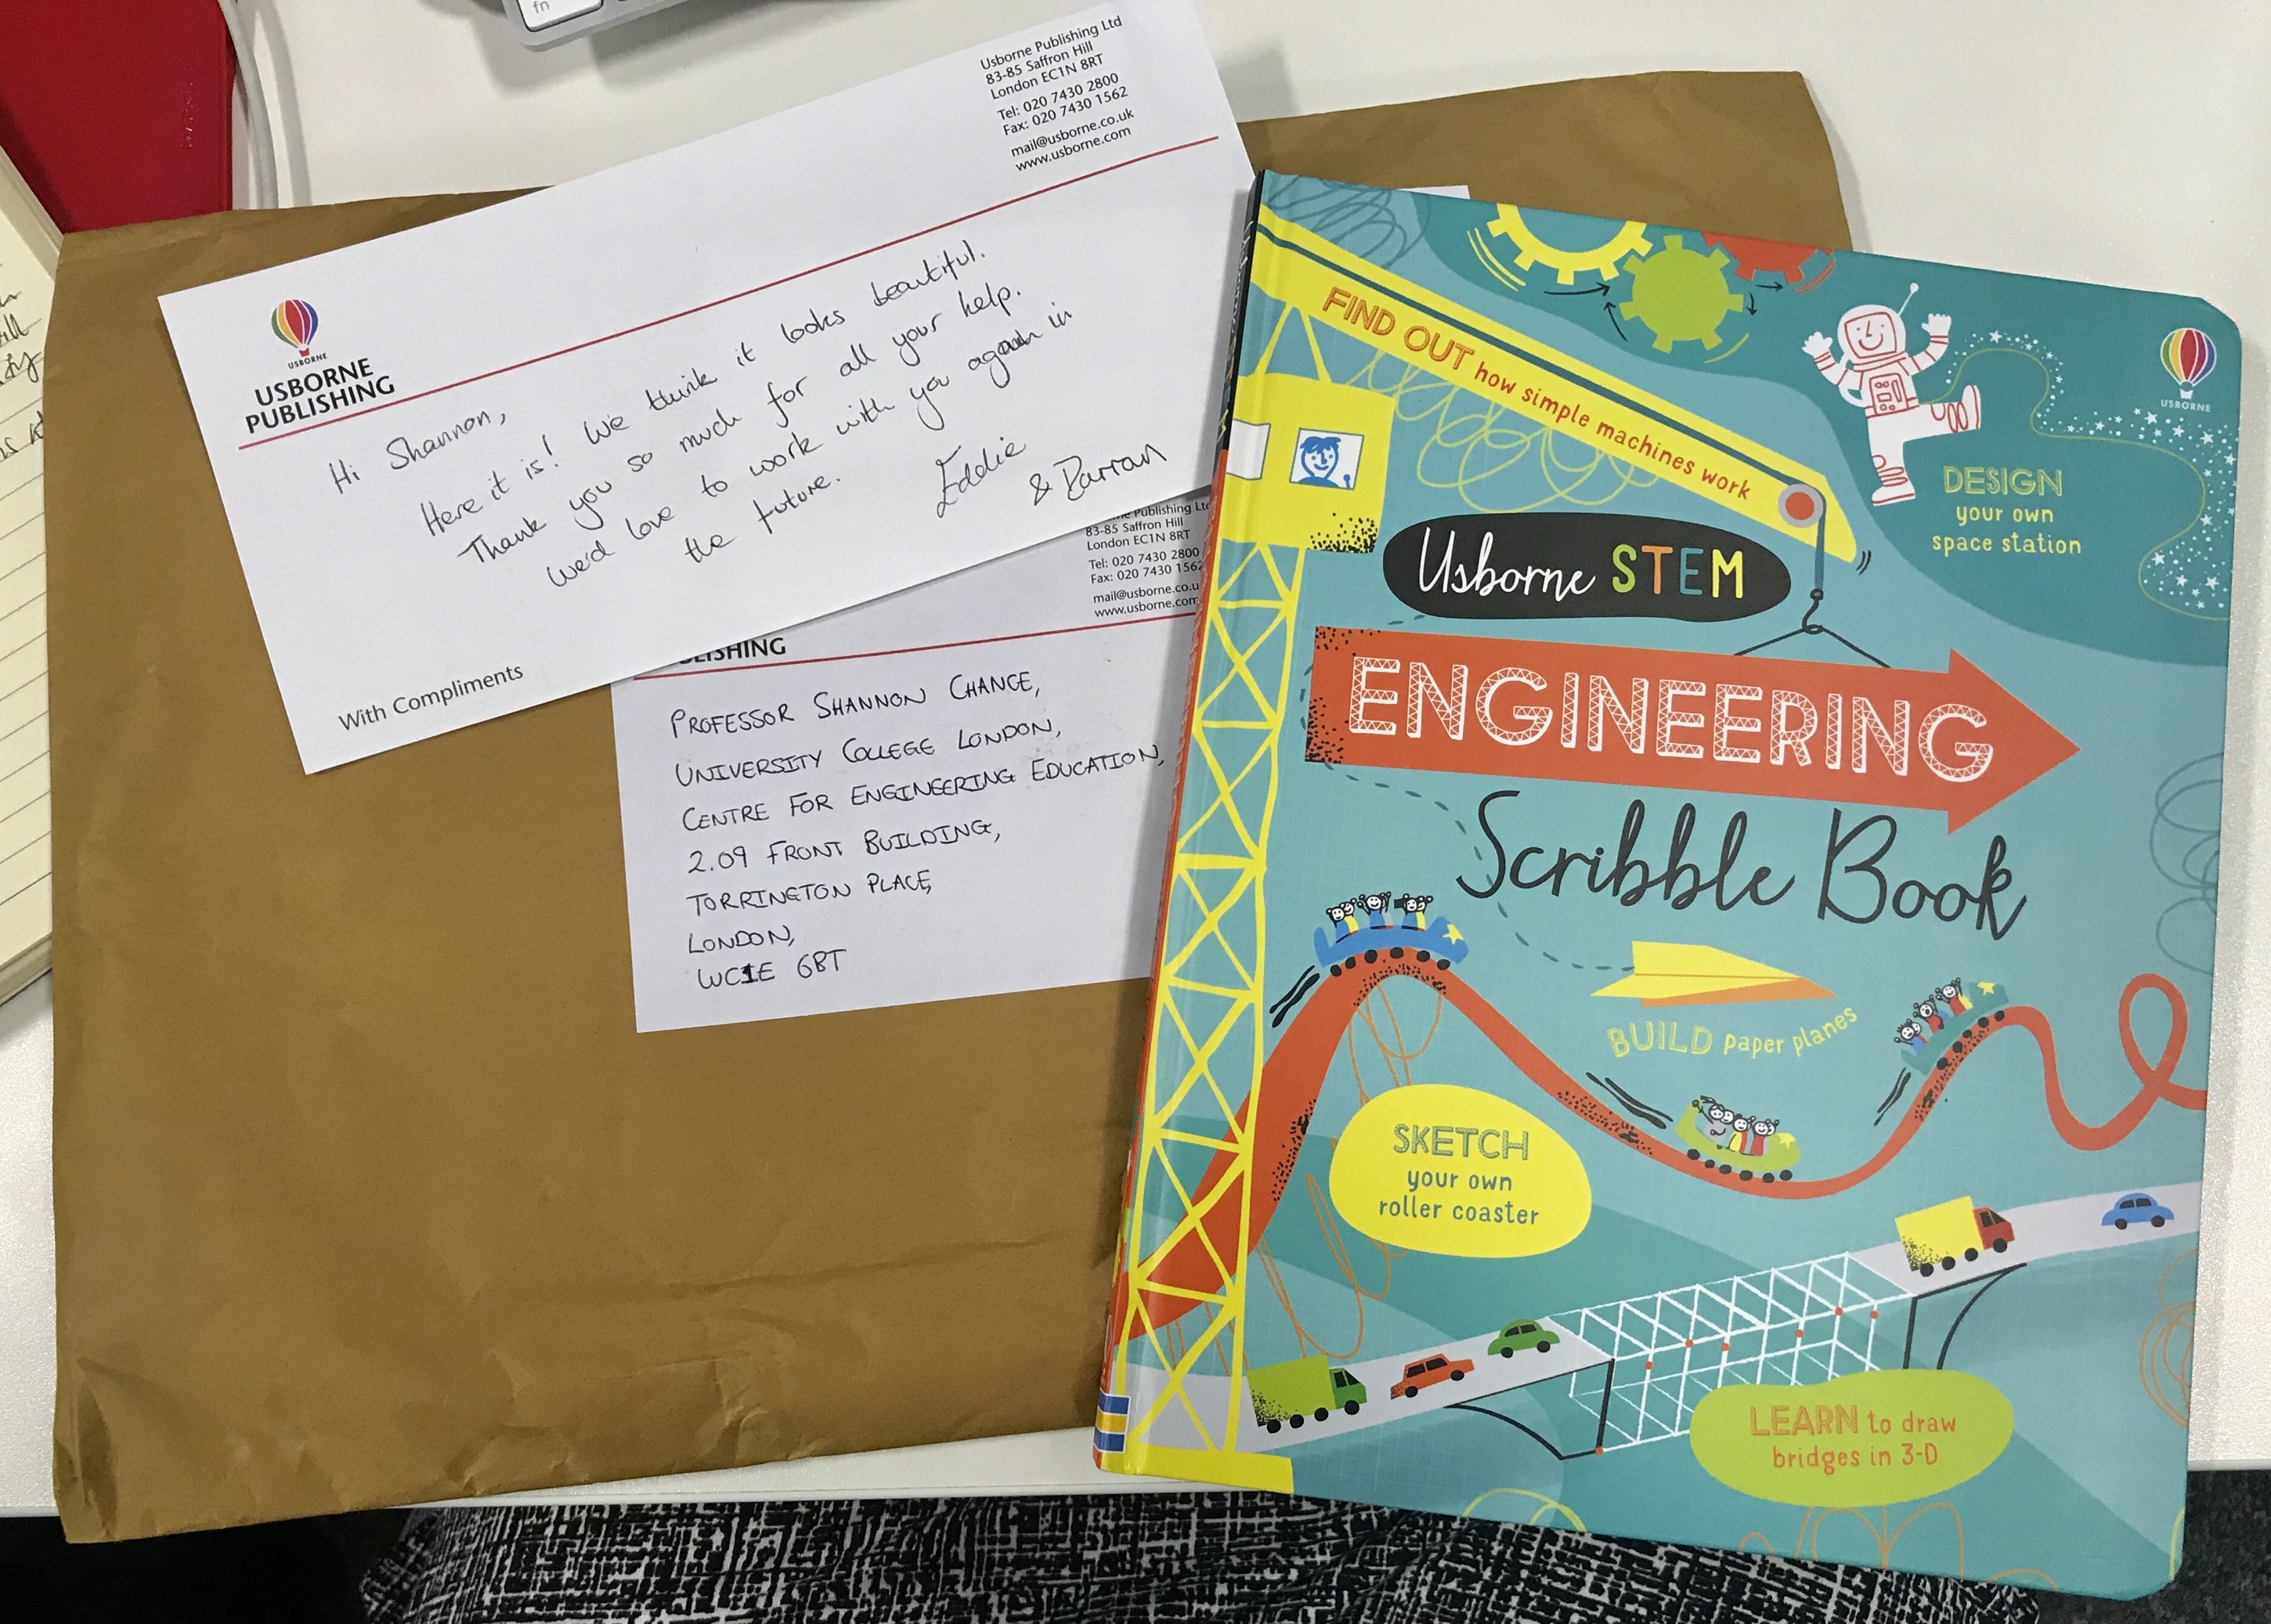 fn
Usborne Publishing Ltd
83-85 Saffron Hill
London EC1N 8RT
Tel: 020 7430 2800
Fax: 020 7430 1562
mail@usborne.co.uk
www.usborne.com
USBORNE
USBORNE
PUBLISHING
Hi Shannon,
Here it is! We think it looks beautiful.
Thank you so much for all your help.
We'd love to work with you again in
the future.
Eddie
& Darran
With Compliments
Publishing Ltd
83-85 Saffron Hill
London EC1N 8RT
Tel: 020 7430 2800
Fax: 020 7430 1562
mail@usborne.co.u
www.usborne.com
LISHING
PROFESSOR SHANNON CHANCE,
UNIVERSITY COLLEGE LONDON,
CENTRE FOR ENGINEERING EDUCATION,
2.09 FRONT BUILDING,
TORRINGTON PLACE,
LONDON,
WC1E 6BT
FIND OUT how simple machines work
USBORNE
DESIGN
your own
space station
Usborne STEM
ENGINEERING
Scribble Book
BUILD paper planes
SKETCH
your own
roller coaster
LEARN to draw
bridges in 3-D